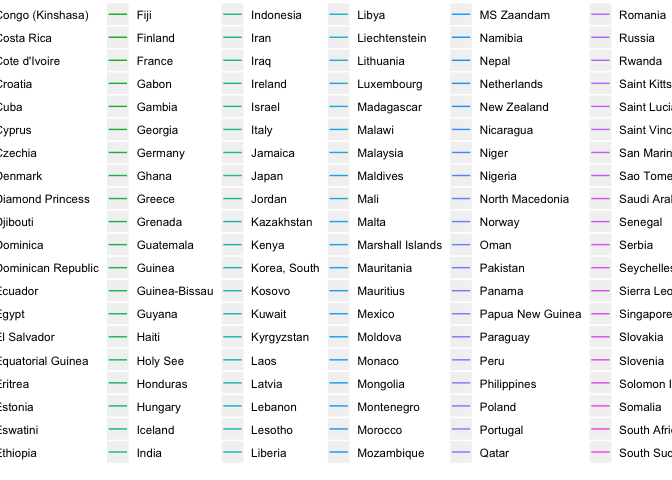 Congo (Kinshasa) Fiji Indonesia Libya MS Zaandam Romania
Costa Rica Finland Iran Liechtenstein Namibia Russia
Cote d'Ivoire France Iraq Lithuania Nepal Rwanda
Croatia Gabon Ireland Luxembourg Netherlands Saint Kitts
Cuba Gambia Israel Madagascar New Zealand Saint Luci
Cyprus Georgia Italy Malawi Nicaragua Saint Vinc
Czechia Germany Jamaica Malaysia Niger San Marin
Denmark Ghana Japan Maldives Nigeria Sao Tome
Diamond Princess Greece Jordan Mali North Macedonia Saudi Ara
Djibouti Grenada Kazakhstan Malta Norway Senegal
Dominica Guatemala Kenya Marshall Islands Oman Serbia
Dominican Republic Guinea Korea, South Mauritania Pakistan Seychelles
Ecuador Guinea-Bissau Kosovo Mauritius Panama Sierra Leo
Egypt Guyana Kuwait Mexico Papua New Guinea Singapore
El Salvador Haiti Kyrgyzstan Moldova Paraguay Slovakia
Equatorial Guinea Holy See Laos Monaco Peru Slovenia
Eritrea Honduras Latvia Mongolia Philippines Solomon I
Estonia Hungary Lebanon Montenegro Poland Somalia
Eswatini Iceland Lesotho Morocco Portugal South Afri
Ethiopia India Liberia Mozambique Qatar South Sud